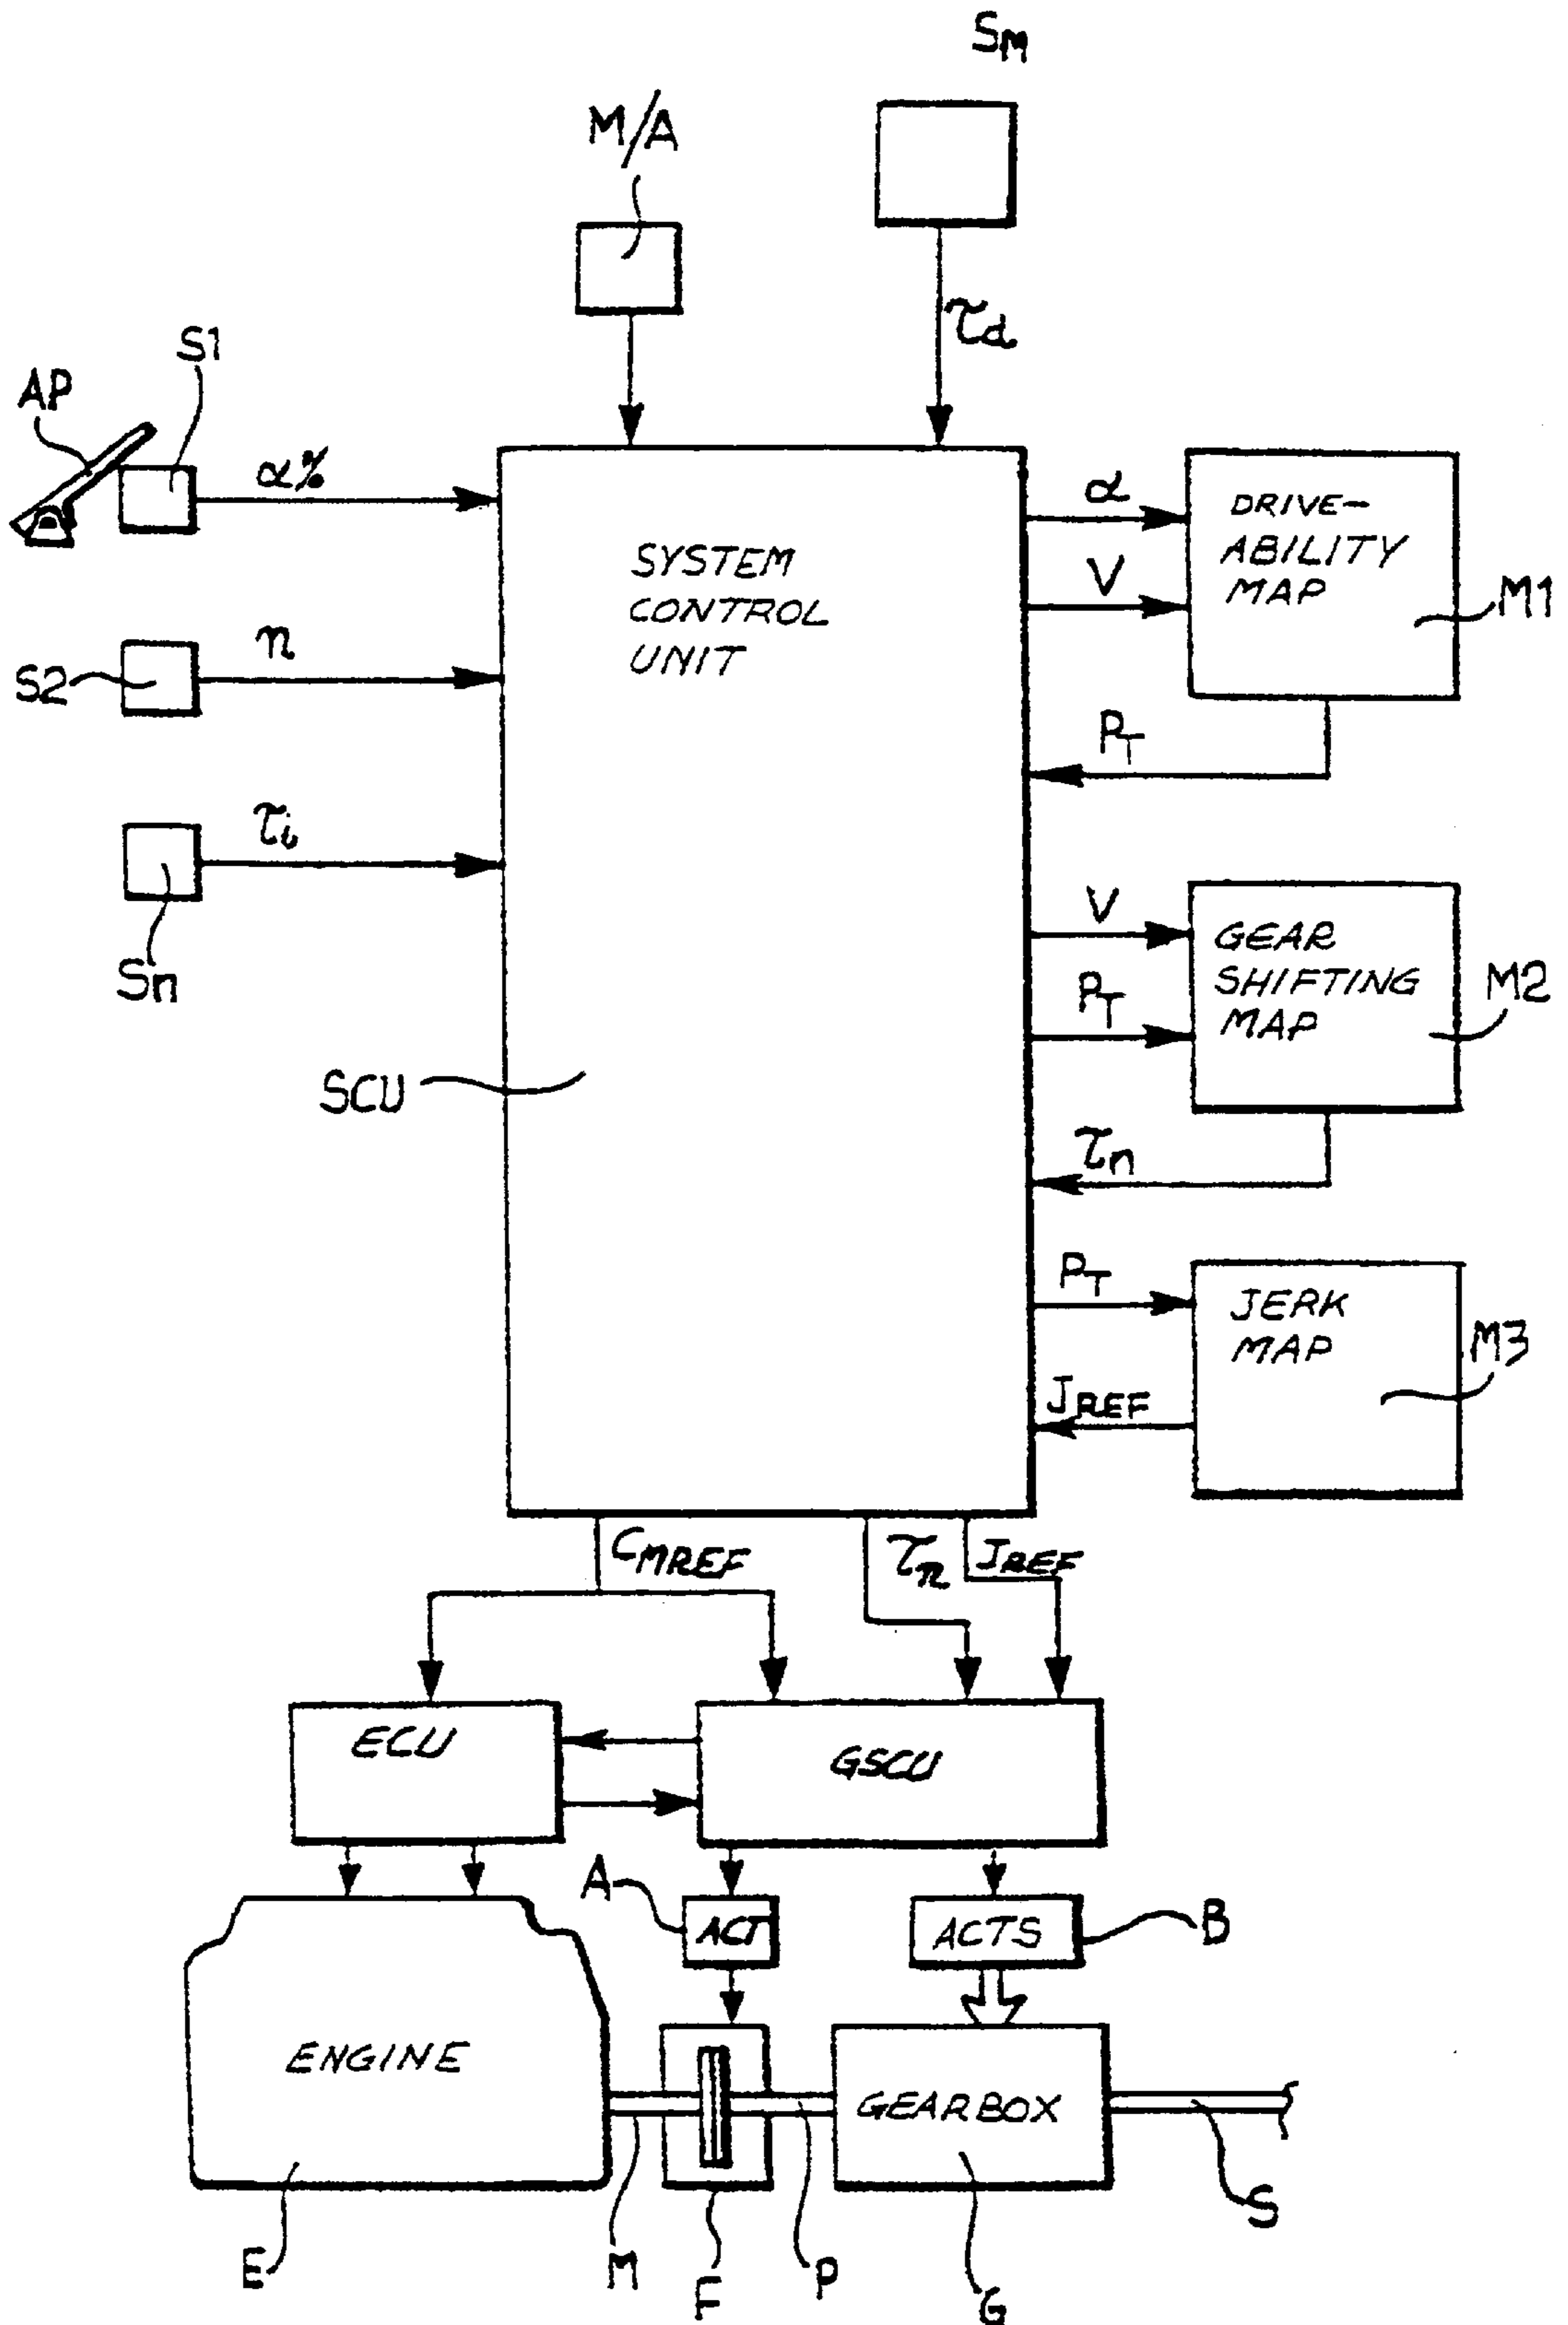 SM
M/A
τd
S1
AP
α%
α
DRIVE-
ABILITY
MAP
V
M1
SYSTEM
CONTROL
UNIT
n
S2
PT
τi
Sn
V
GEAR
SHIFTING
MAP
PT
M2
SCU
τn
PT
JERK
MAP
M3
JREF
CMREF
τn
JREF
ECU
GSCU
A
ACT
ACTS
B
ENGINE
GEARBOX
S
E
M
F
P
G